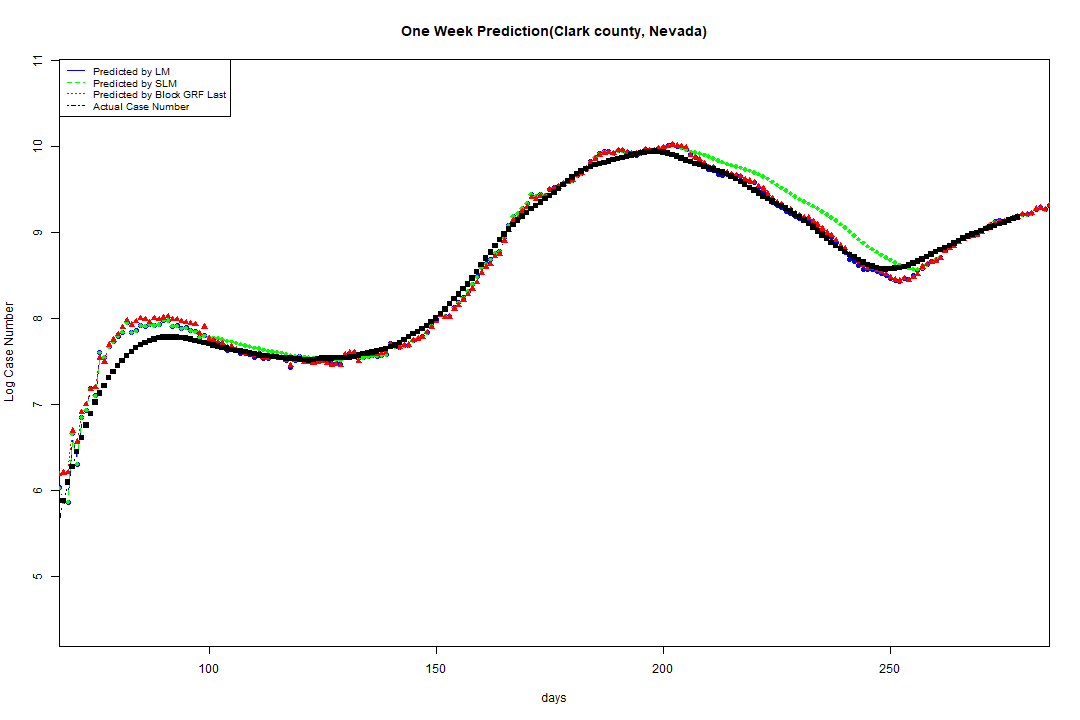 One Week Prediction(Clark county, Nevada)
Predicted by LM
Predicted by SLM
Predicted by Block GRF Last
Actual Case Number
Log Case Number
11
10
9
8
7
6
5
100 150 200 250
days